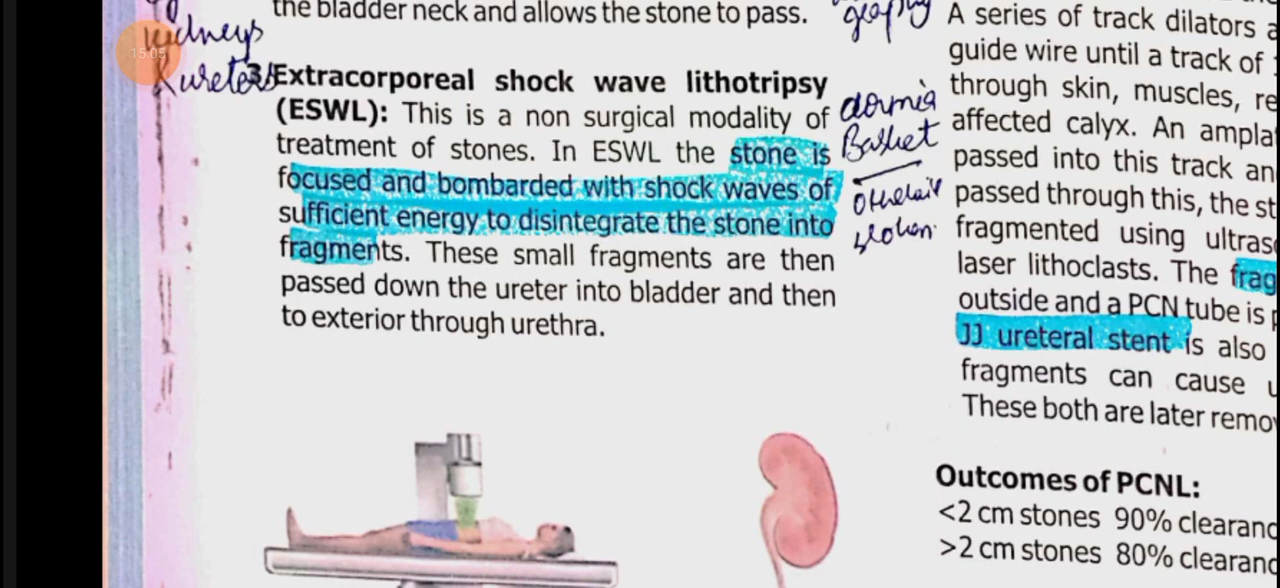 the bladder neck and allows the stone to pass.
kidneys
& ureters
3. Extracorporeal shock wave lithotripsy
(ESWL): This is a non surgical modality of
treatment of stones. In ESWL the stone is
focused and bombarded with shock waves of
sufficient energy to disintegrate the stone into
fragments. These small fragments are then
passed down the ureter into bladder and then
to exterior through urethra.
15:05
graphy
dormia
Basket
A series of track dilators a
guide wire until a track of
through skin, muscles, re
affected calyx. An ampla
passed into this track an
passed through this, the st
fragmented using ultras
laser lithoclasts. The frag
outside and a PCN tube is
JJ ureteral stent is also
fragments can cause u
These both are later remo
Outcomes of PCNL:
<2 cm stones 90% clearanc
>2 cm stones 80% clearanc